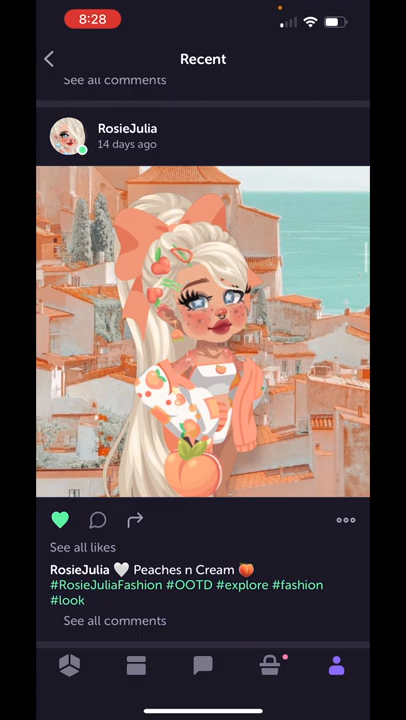 8:28
Recent
See all comments
RosieJulia
14 days ago
See all likes
RosieJulia 🤍 Peaches n Cream 🍑
#RosieJuliaFashion #OOTD #explore #fashion
#look
See all comments